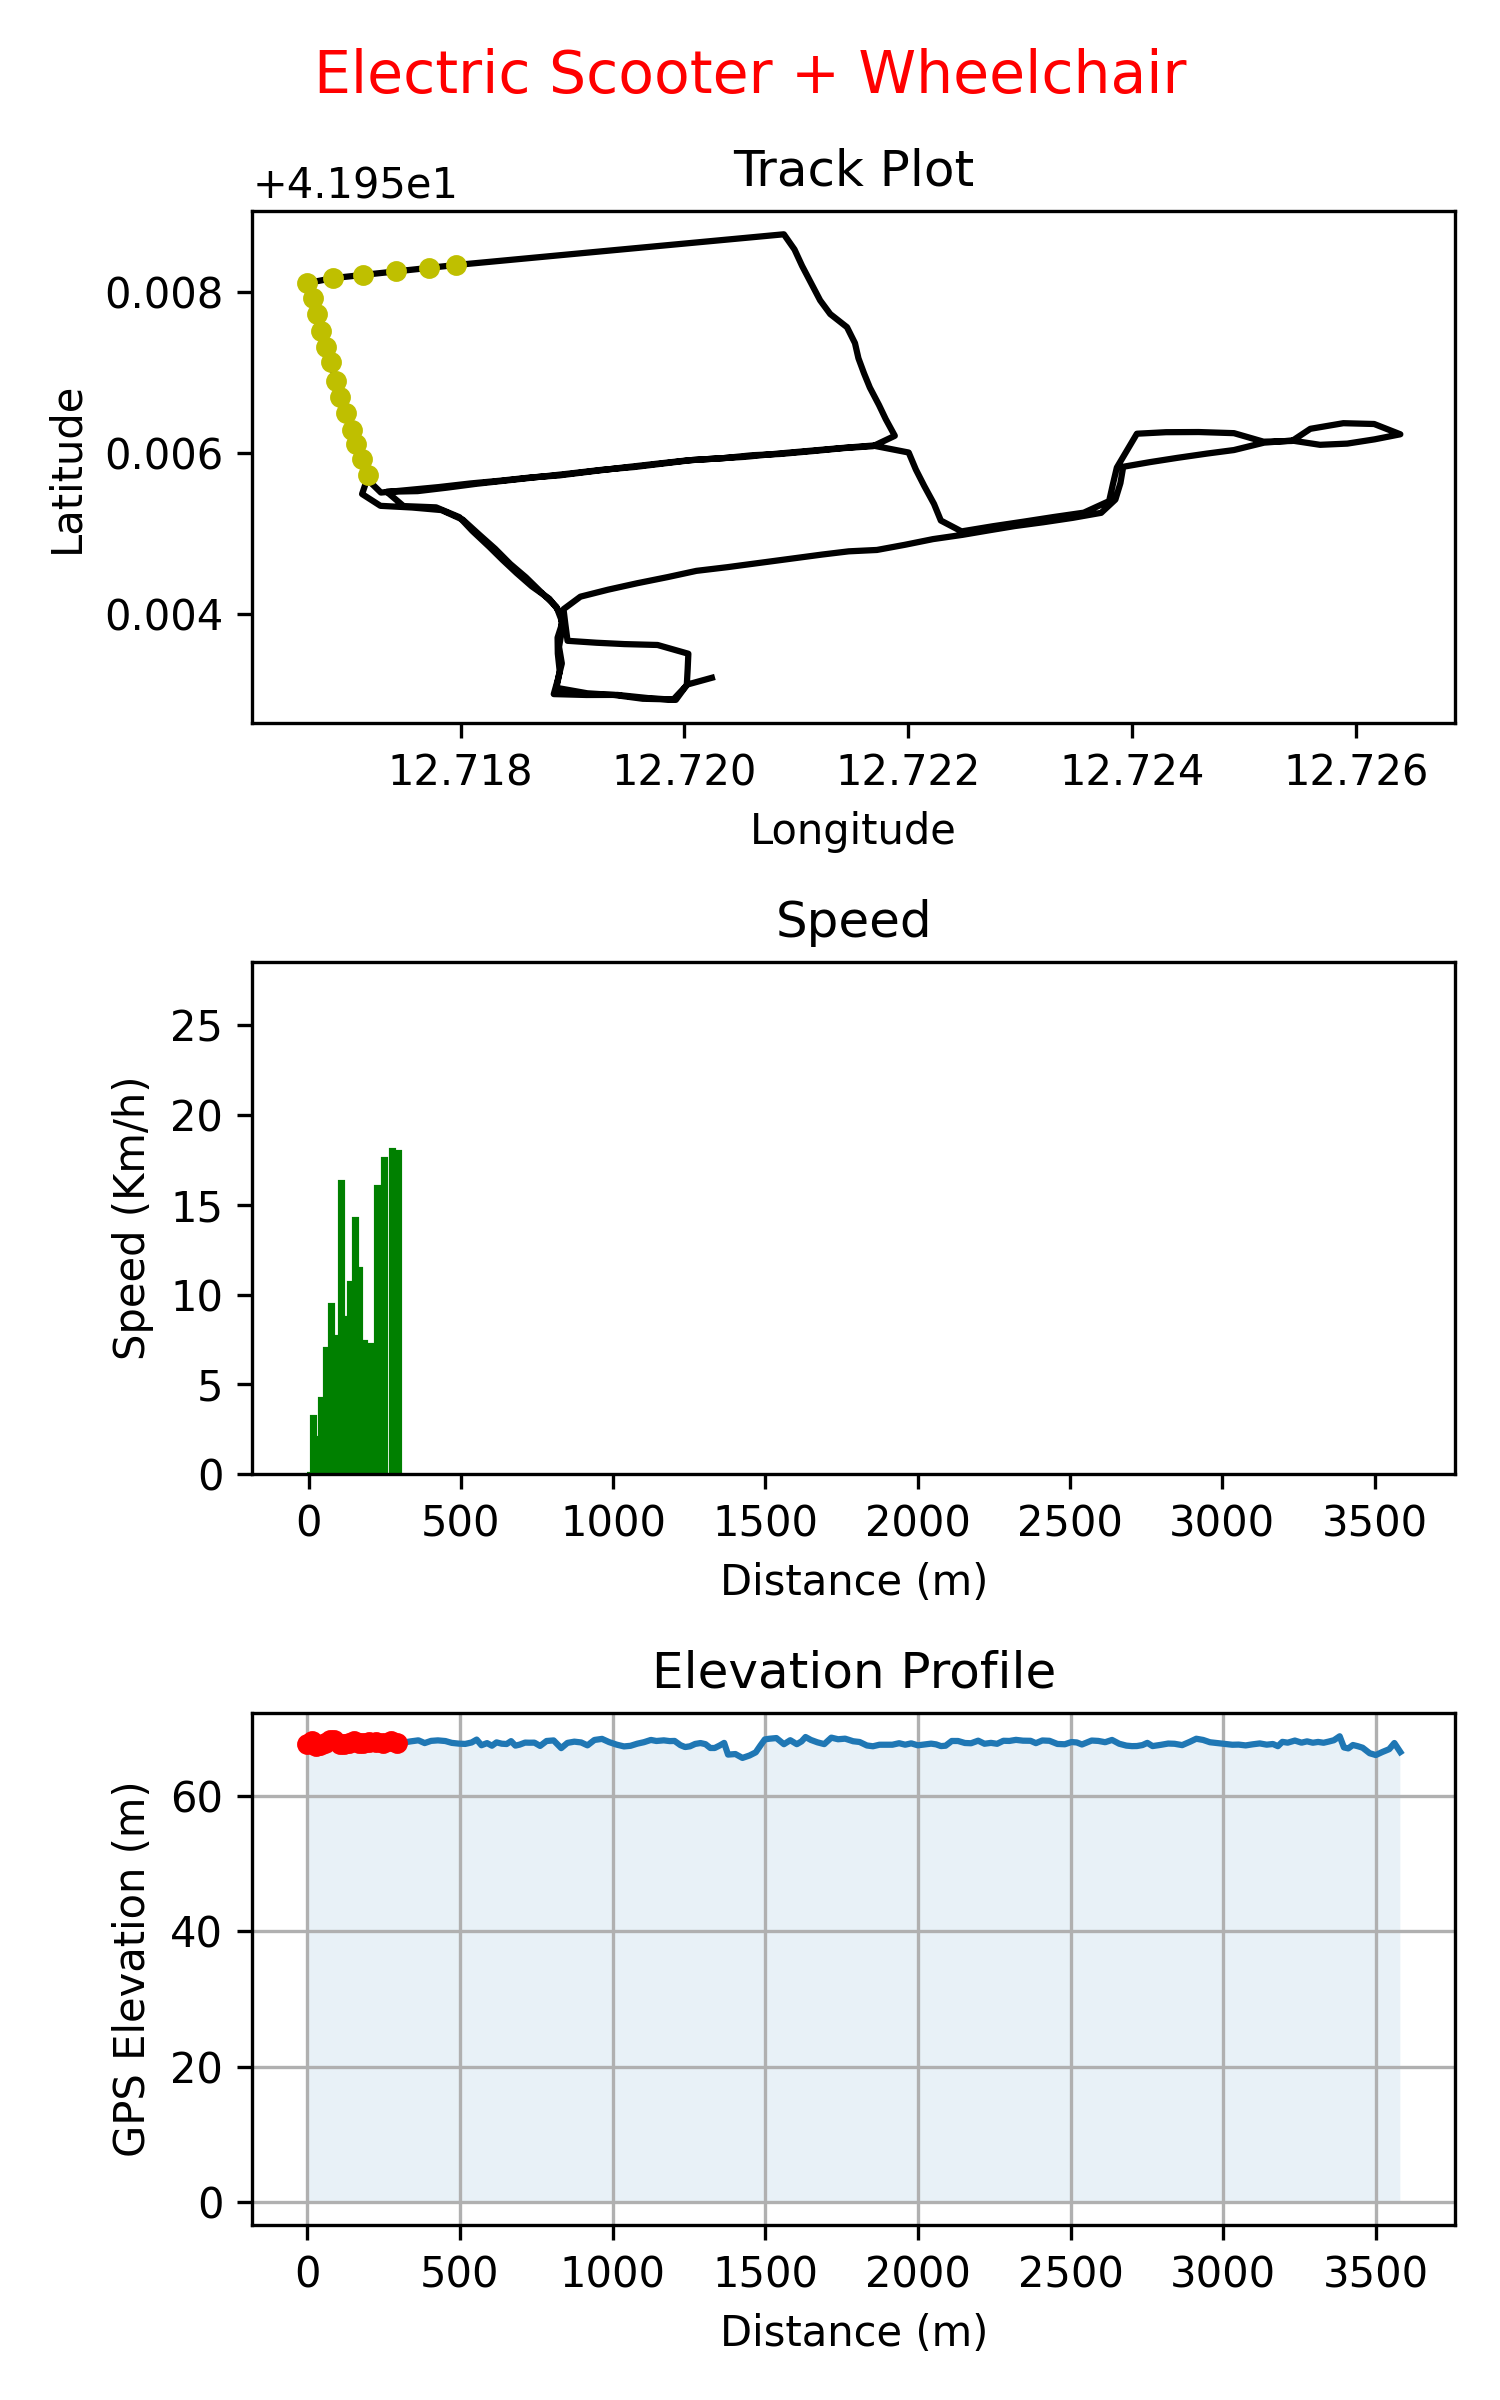 Electric Scooter + Wheelchair
Track Plot
+4.195e1
0.008
0.006
0.004
Latitude
12.718 12.720 12.722 12.724 12.726
Longitude
Speed
25
20
15
10
5
0
Speed (Km/h)
0 500 1000 1500 2000 2500 3000 3500
Distance (m)
Elevation Profile
60
40
20
0
GPS Elevation (m)
0 500 1000 1500 2000 2500 3000 3500
Distance (m)